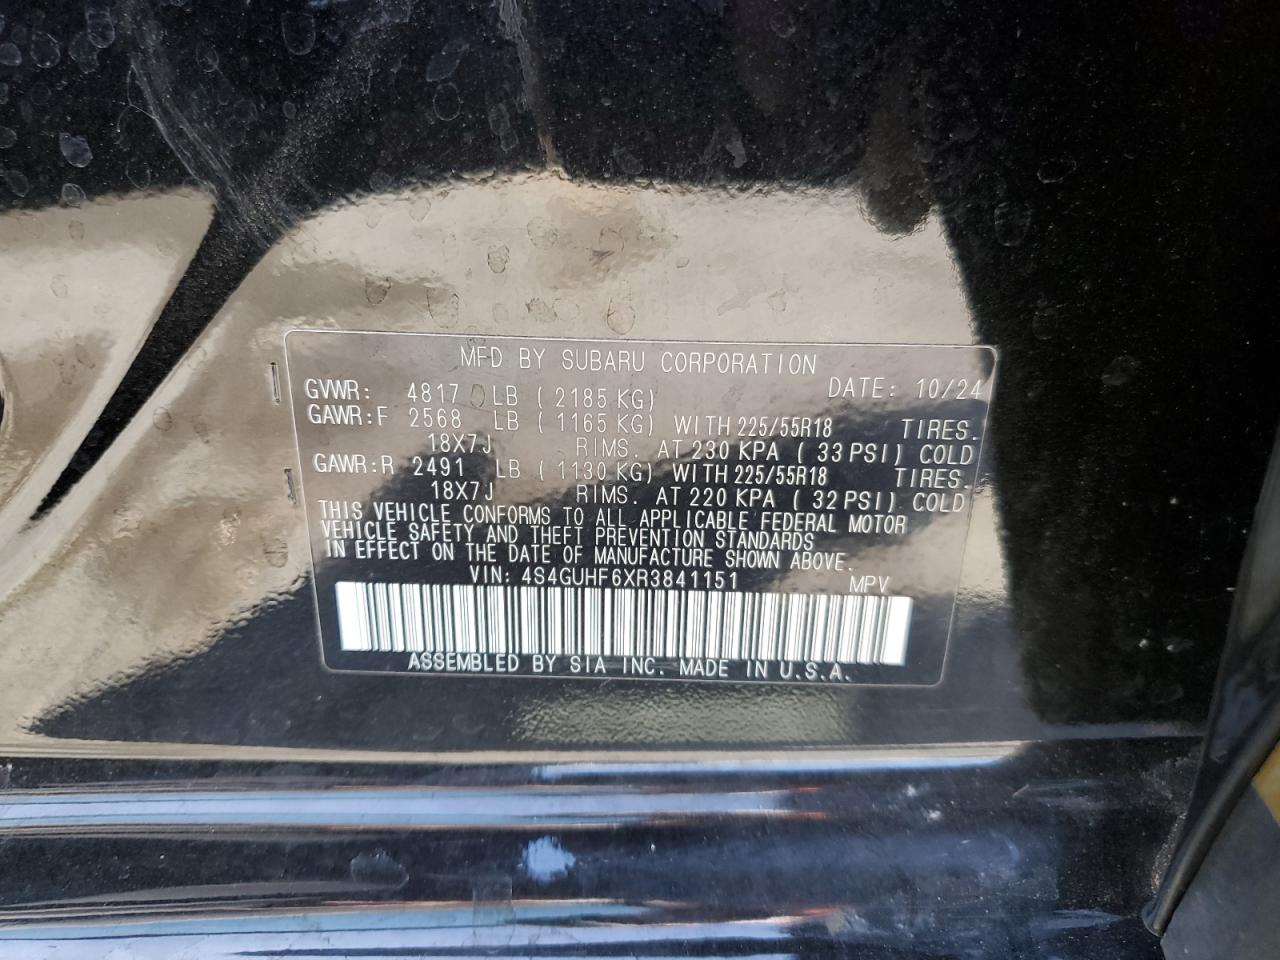 MFD BY SUBARU CORPORATION
GVWR: 4817 LB ( 2185 KG) DATE: 10/24
GAWR:F 2568 LB ( 1165 KG) WITH 225/55R18 TIRES.
18X7J RIMS. AT 230 KPA ( 33 PSI) COLD
GAWR:R 2491 LB ( 1130 KG) WITH 225/55R18 TIRES.
18X7J RIMS. AT 220 KPA ( 32 PSI) COLD
THIS VEHICLE CONFORMS TO ALL APPLICABLE FEDERAL MOTOR
VEHICLE SAFETY AND THEFT PREVENTION STANDARDS
IN EFFECT ON THE DATE OF MANUFACTURE SHOWN ABOVE.
VIN: 4S4GUHF6XR3841151 MPV
ASSEMBLED BY SIA INC. MADE IN U.S.A.